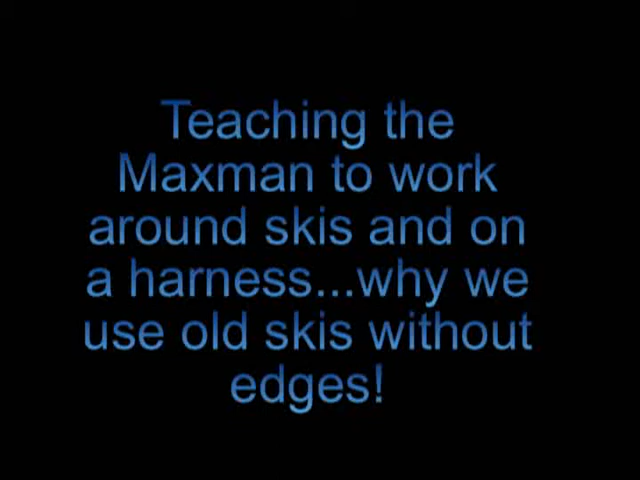 Teaching the
Maxman to work
around skis and on
a harness...why we
use old skis without
edges!